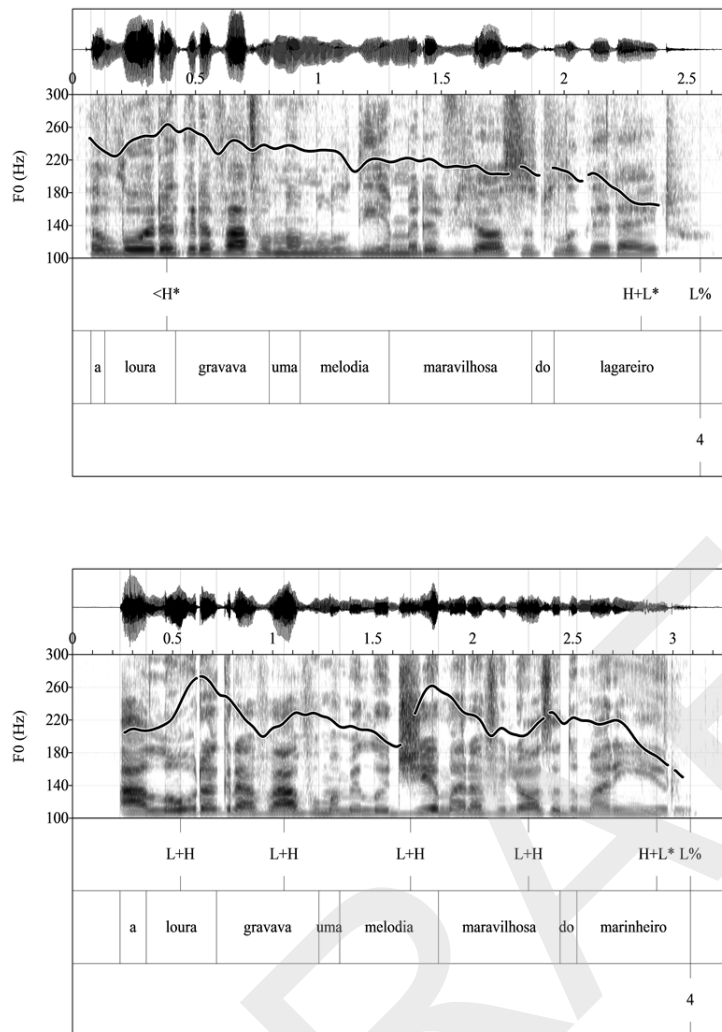 0 0.5 1 1.5 2 2.5
300
260
220
180
140
100
F0 (Hz)
<H* H+L* L%
a loura gravava uma melodia maravilhosa do lagareiro
4
0 0.5 1 1.5 2 2.5 3
300
260
220
180
140
100
F0 (Hz)
L+H L+H L+H L+H H+L* L%
a loura gravava uma melodia maravilhosa do marinheiro
4